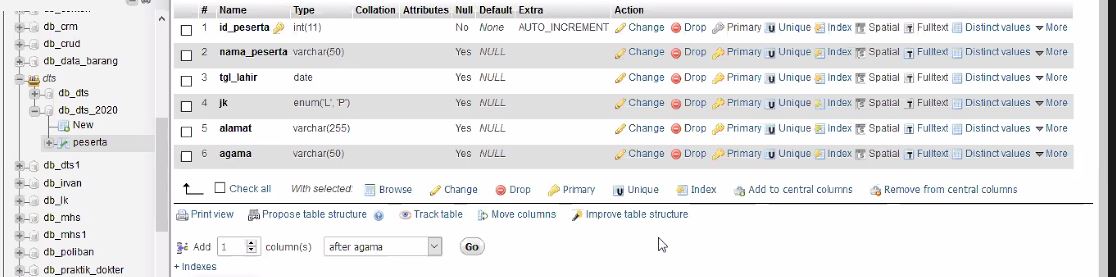 db_crm
db_crud
db_data_barang
dts
db_dts
db_dts_2020
New
peserta
db_dts1
db_irvan
db_lk
db_mhs
db_mhs1
db_poliban
db_praktik_dokter
# Name Type Collation Attributes Null Default Extra Action
1 id_peserta int(11) No None AUTO_INCREMENT Change Drop Primary Unique Index Spatial Fulltext Distinct values More
2 nama_peserta varchar(50) Yes NULL Change Drop Primary Unique Index Spatial Fulltext Distinct values More
3 tgl_lahir date Yes NULL Change Drop Primary Unique Index Spatial Fulltext Distinct values More
4 jk enum('L', 'P') Yes NULL Change Drop Primary Unique Index Spatial Fulltext Distinct values More
5 alamat varchar(255) Yes NULL Change Drop Primary Unique Index Spatial Fulltext Distinct values More
6 agama varchar(50) Yes NULL Change Drop Primary Unique Index Spatial Fulltext Distinct values More
Check all With selected: Browse Change Drop Primary Unique Index Add to central columns Remove from central columns
Print view Propose table structure Track table Move columns Improve table structure
Add 1 column(s) after agama Go
+ Indexes